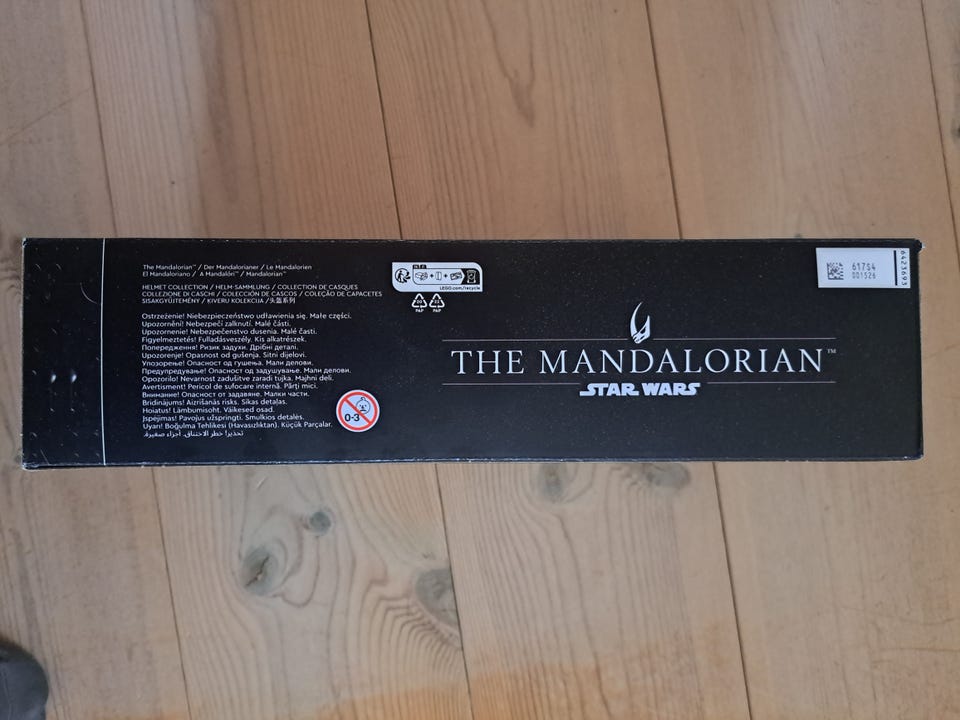 The Mandalorian™ / Der Mandalorianer / Le Mandalorien
El Mandaloriano / A Mandalóri™ / Mandalorian™
HELMET COLLECTION / HELM-SAMMLUNG / COLLECTION DE CASQUES
COLLEZIONE DI CASCHI / COLECCIÓN DE CASCOS / COLEÇÃO DE CAPACETES
SISAKGYŰJTEMÉNY / KIVERU KOLEKCIJA / 头盔系列
Ostrzeżenie! Niebezpieczeństwo udławienia się. Małe części.
Upozornění! Nebezpečí zalknutí. Malé části.
Upozornenie! Nebezpečenstvo dusenia. Malé časti.
Figyelmeztetés! Fulladásveszély. Kis alkatrészek.
Попередження! Ризик задухи. Дрібні деталі.
Upozorenje! Opasnost od gušenja. Sitni dijelovi.
Упозорење! Опасност од гушења. Мали делови.
Предупреждување! Опасност од задушување. Мали делови.
Opozorilo! Nevarnost zadušitve zaradi tujka. Majhni deli.
Avertisment! Pericol de sufocare internă. Părți mici.
Внимание! Опасност от задавяне. Малки части.
Brīdinājums! Aizrīšanās risks. Sīkas detaļas.
Hoiatus! Lämbumisoht. Väikesed osad.
Įspėjimas! Pavojus užspringti. Smulkios detalės.
Uyarı! Boğulma Tehlikesi (Havasızlıktan). Küçük Parçalar.
تحذير! خطر الاختناق. أجزاء صغيرة.
0-3
LEGO.com/recycle
PAP
PAP
THE MANDALORIAN™
STAR WARS
617S4
001526
6423693